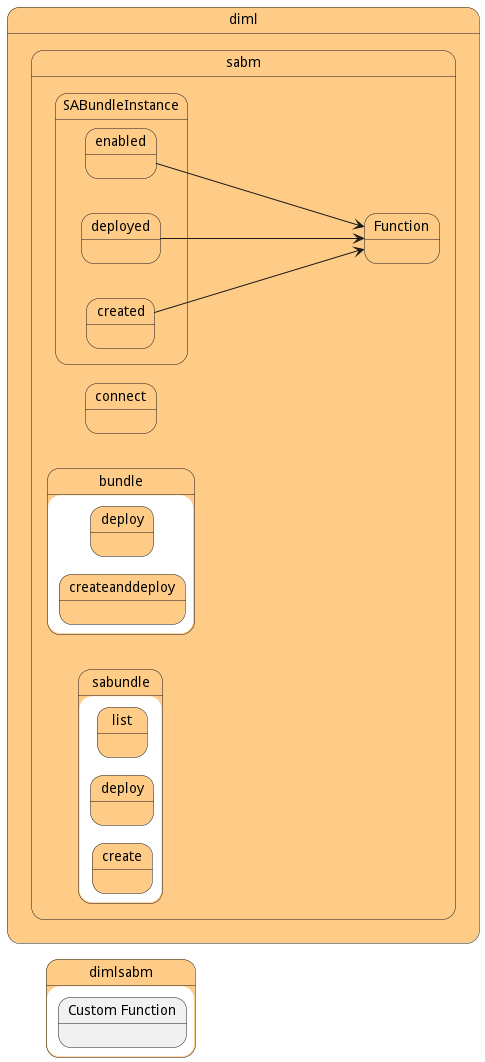 diml
sabm
SABundleInstance
enabled
deployed
Function
created
connect
bundle
deploy
createanddeploy
sabundle
list
deploy
create
dimlsabm
Custom Function